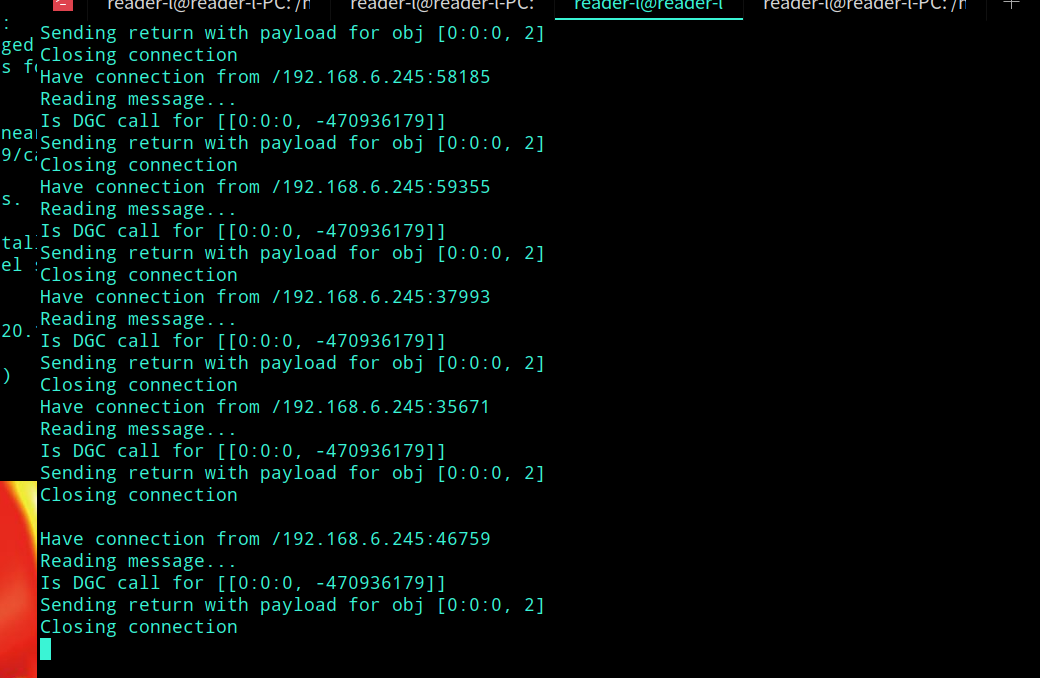 reader-l@reader-l-PC: /h reader-l@reader-l-PC: reader-l@reader-l reader-l@reader-l-PC: /h
:
Sending return with payload for obj [0:0:0, 2]
ged Closing connection
s Have connection from /192.168.6.245:58185
Reading message...
Is DGC call for [[0:0:0, -470936179]]
near Sending return with payload for obj [0:0:0, 2]
9/ca Closing connection
Have connection from /192.168.6.245:59355
s. Reading message...
Is DGC call for [[0:0:0, -470936179]]
tal Sending return with payload for obj [0:0:0, 2]
el Closing connection
Have connection from /192.168.6.245:37993
Reading message...
20. Is DGC call for [[0:0:0, -470936179]]
Sending return with payload for obj [0:0:0, 2]
) Closing connection
Have connection from /192.168.6.245:35671
Reading message...
Is DGC call for [[0:0:0, -470936179]]
Sending return with payload for obj [0:0:0, 2]
Closing connection
Have connection from /192.168.6.245:46759
Reading message...
Is DGC call for [[0:0:0, -470936179]]
Sending return with payload for obj [0:0:0, 2]
Closing connection